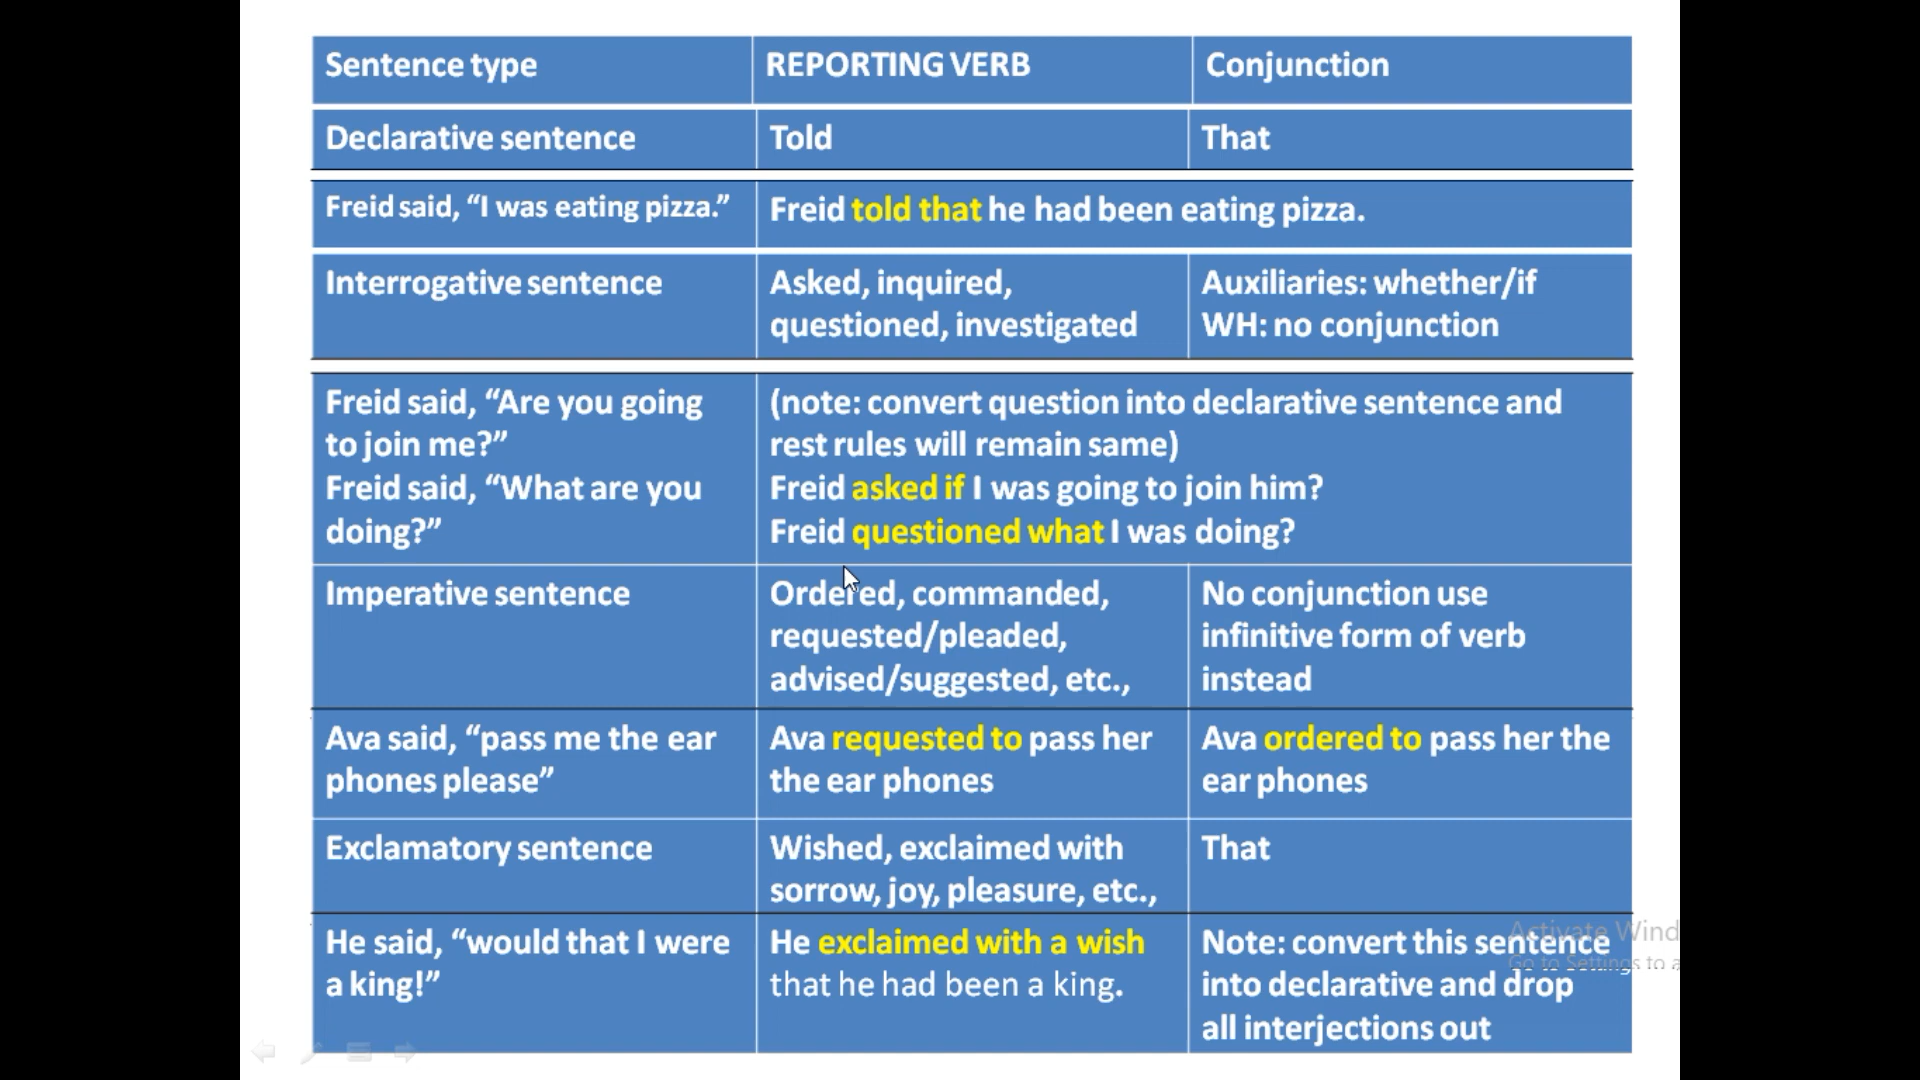 Sentence type
REPORTING VERB
Conjunction
Declarative sentence
Told
That
Freid said, “I was eating pizza.”
Freid told that he had been eating pizza.
Interrogative sentence
Asked, inquired,
questioned, investigated
Auxiliaries: whether/if
WH: no conjunction
Freid said, “Are you going
to join me?”
Freid said, “What are you
doing?”
(note: convert question into declarative sentence and
rest rules will remain same)
Freid asked if I was going to join him?
Freid questioned what I was doing?
Imperative sentence
Ordered, commanded,
requested/pleaded,
advised/suggested, etc.,
No conjunction use
infinitive form of verb
instead
Ava said, “pass me the ear
phones please”
Ava requested to pass her
the ear phones
Ava ordered to pass her the
ear phones
Exclamatory sentence
Wished, exclaimed with
sorrow, joy, pleasure, etc.,
That
He said, “would that I were
a king!”
He exclaimed with a wish
that he had been a king.
Note: convert this sentence
into declarative and drop
all interjections out
Activate Wind
Go to Settings to a